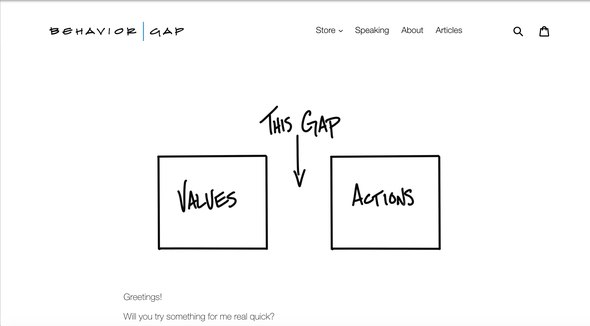 BEHAVIOR GAP
Store Speaking About Articles
THIS GAP
VALUES
ACTIONS
Greetings!
Will you try something for me real quick?